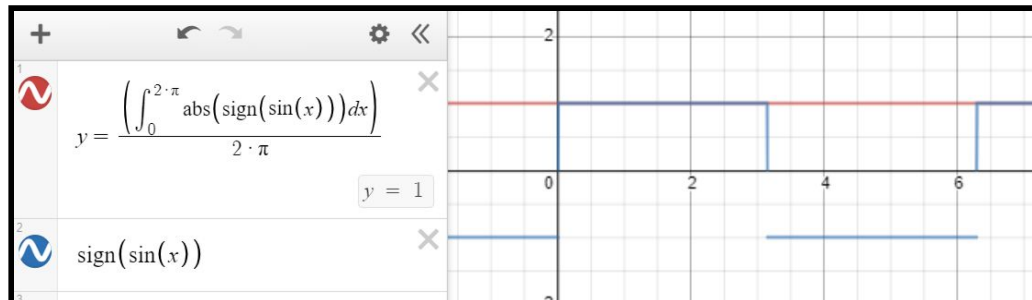 1
y = (∫_0^{2·π} abs(sign(sin(x)))dx) / (2·π)
y = 1
2
sign(sin(x))
3
2
0
2
4
6